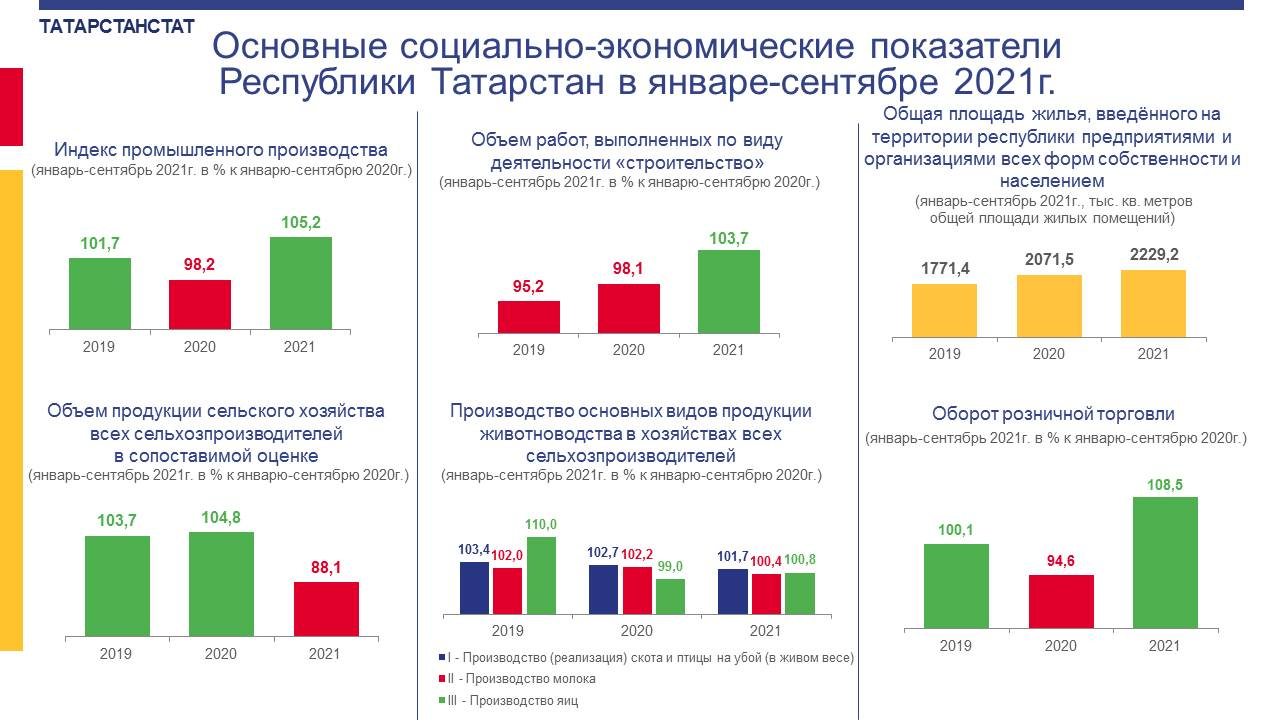 ТАТАРСТАНСТАТ
Основные социально-экономические показатели
Республики Татарстан в январе-сентябре 2021г.
Индекс промышленного производства
(январь-сентябрь 2021г. в % к январю-сентябрю 2020г.)
101,7
98,2
105,2
2019
2020
2021
Объем работ, выполненных по виду
деятельности «строительство»
(январь-сентябрь 2021г. в % к январю-сентябрю 2020г.)
95,2
98,1
103,7
2019
2020
2021
Общая площадь жилья, введённого на
территории республики предприятиями и
организациями всех форм собственности и
населением
(январь-сентябрь 2021г., тыс. кв. метров
общей площади жилых помещений)
1771,4
2071,5
2229,2
2019
2020
2021
Объем продукции сельского хозяйства
всех сельхозпроизводителей
в сопоставимой оценке
(январь-сентябрь 2021г. в % к январю-сентябрю 2020г.)
103,7
104,8
88,1
2019
2020
2021
Производство основных видов продукции
животноводства в хозяйствах всех
сельхозпроизводителей
(январь-сентябрь 2021г. в % к январю-сентябрю 2020г.)
103,4
102,0
110,0
102,7
102,2
99,0
101,7
100,4
100,8
2019
2020
2021
I - Производство (реализация) скота и птицы на убой (в живом весе)
II - Производство молока
III - Производство яиц
Оборот розничной торговли
(январь-сентябрь 2021г. в % к январю-сентябрю 2020г.)
100,1
94,6
108,5
2019
2020
2021